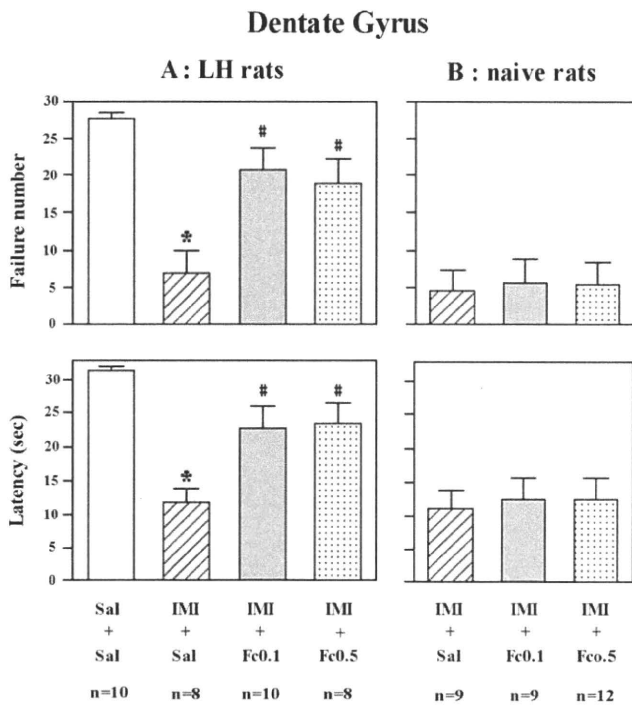 Dentate Gyrus
A : LH rats
B : naive rats
Failure number
30
25
20
15
10
5
0
*
#
#
Latency (sec)
30
25
20
15
10
5
0
*
#
#
Sal IMI IMI IMI IMI IMI IMI
+ + + + + + +
Sal Sal Fc0.1 Fc0.5 Sal Fc0.1 Fco.5
n=10 n=8 n=10 n=8 n=9 n=9 n=12